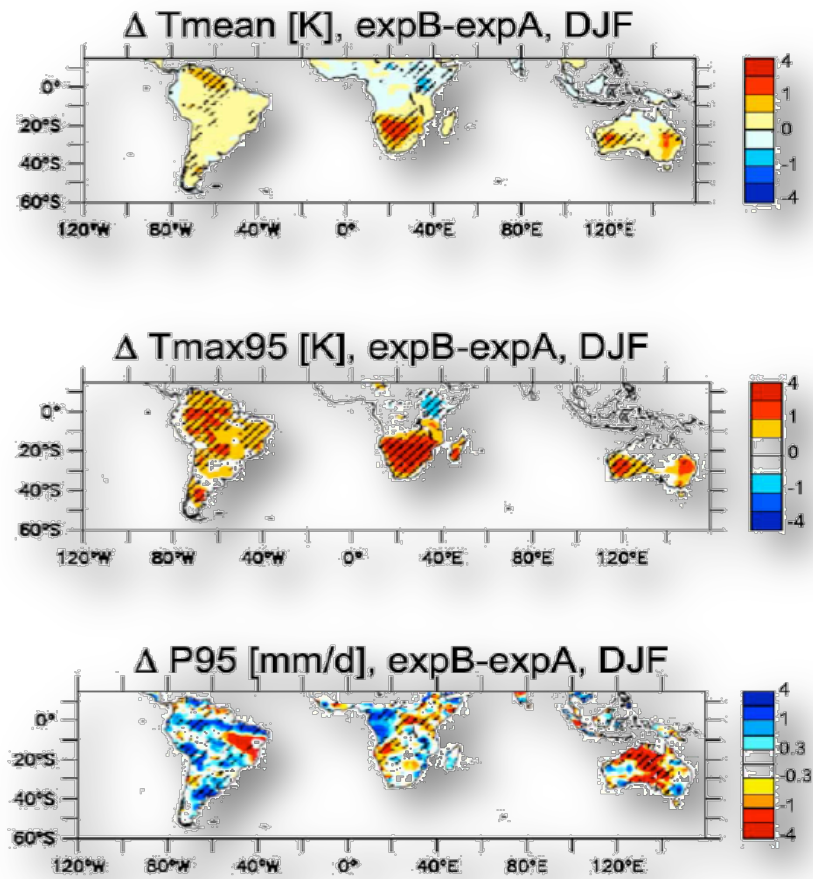 Δ Tmean [K], expB-expA, DJF
4
0°
1
20°S
0
40°S
-1
60°S
-4
120°W 80°W 40°W 0° 40°E 80°E 120°E
Δ Tmax95 [K], expB-expA, DJF
4
0°
1
20°S
0
40°S
-1
60°S
-4
120°W 80°W 40°W 0° 40°E 80°E 120°E
Δ P95 [mm/d], expB-expA, DJF
4
0°
1
0.3
20°S
-0.3
40°S
-1
60°S
-4
120°W 80°W 40°W 0° 40°E 80°E 120°E